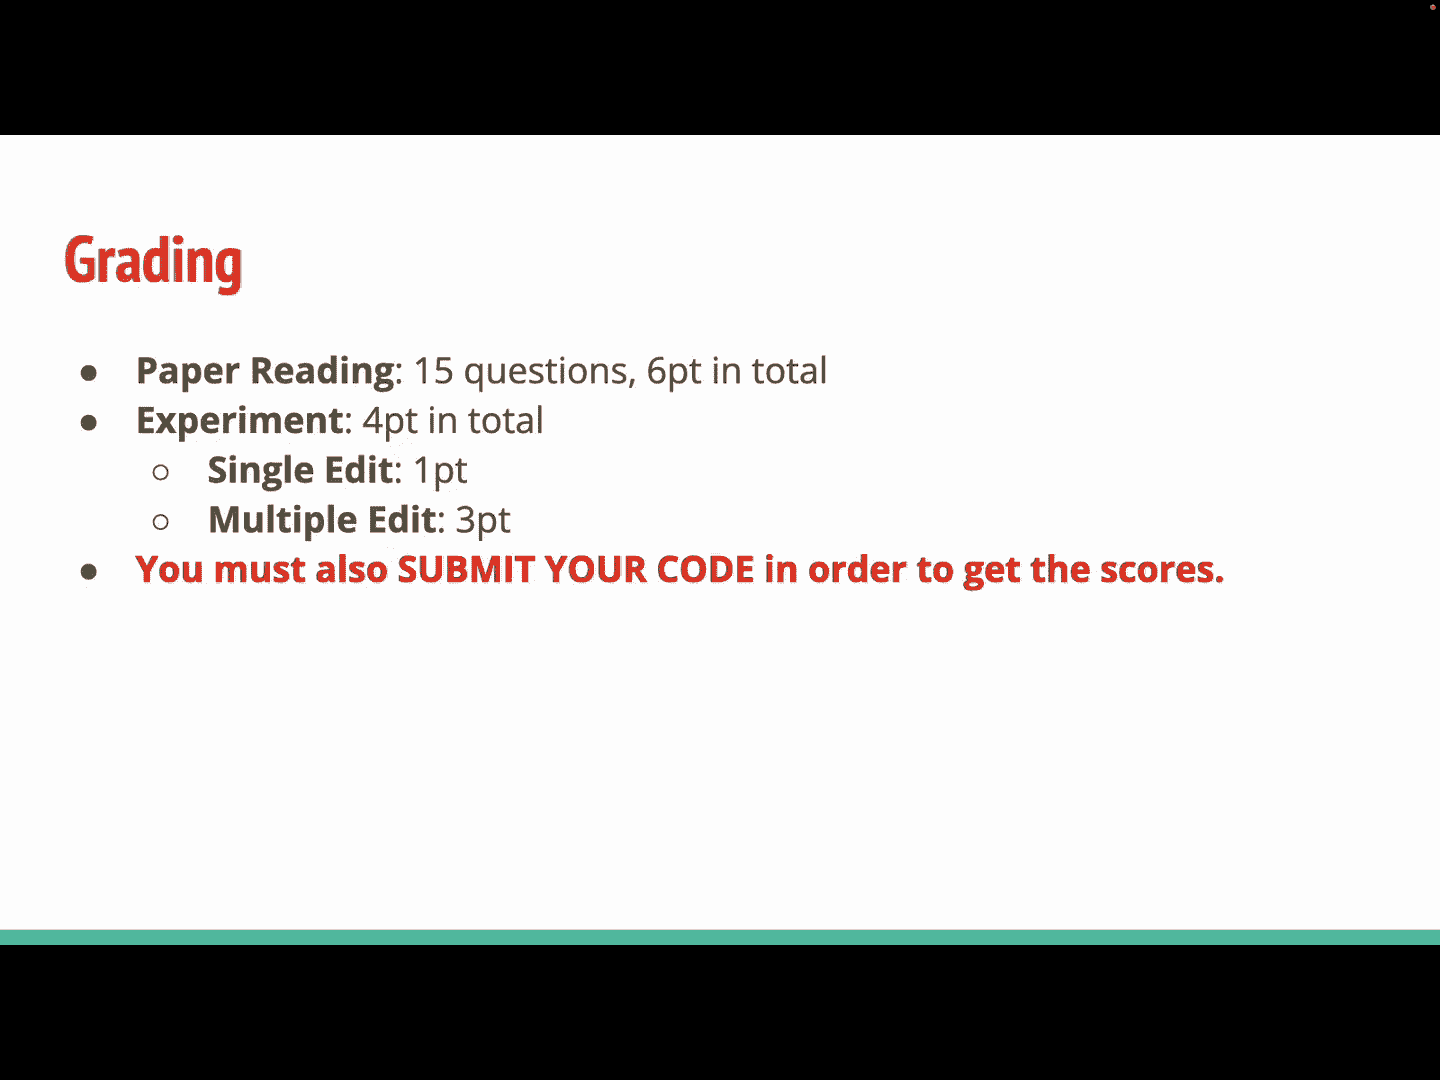 Grading
● Paper Reading: 15 questions, 6pt in total
● Experiment: 4pt in total
○ Single Edit: 1pt
○ Multiple Edit: 3pt
● You must also SUBMIT YOUR CODE in order to get the scores.